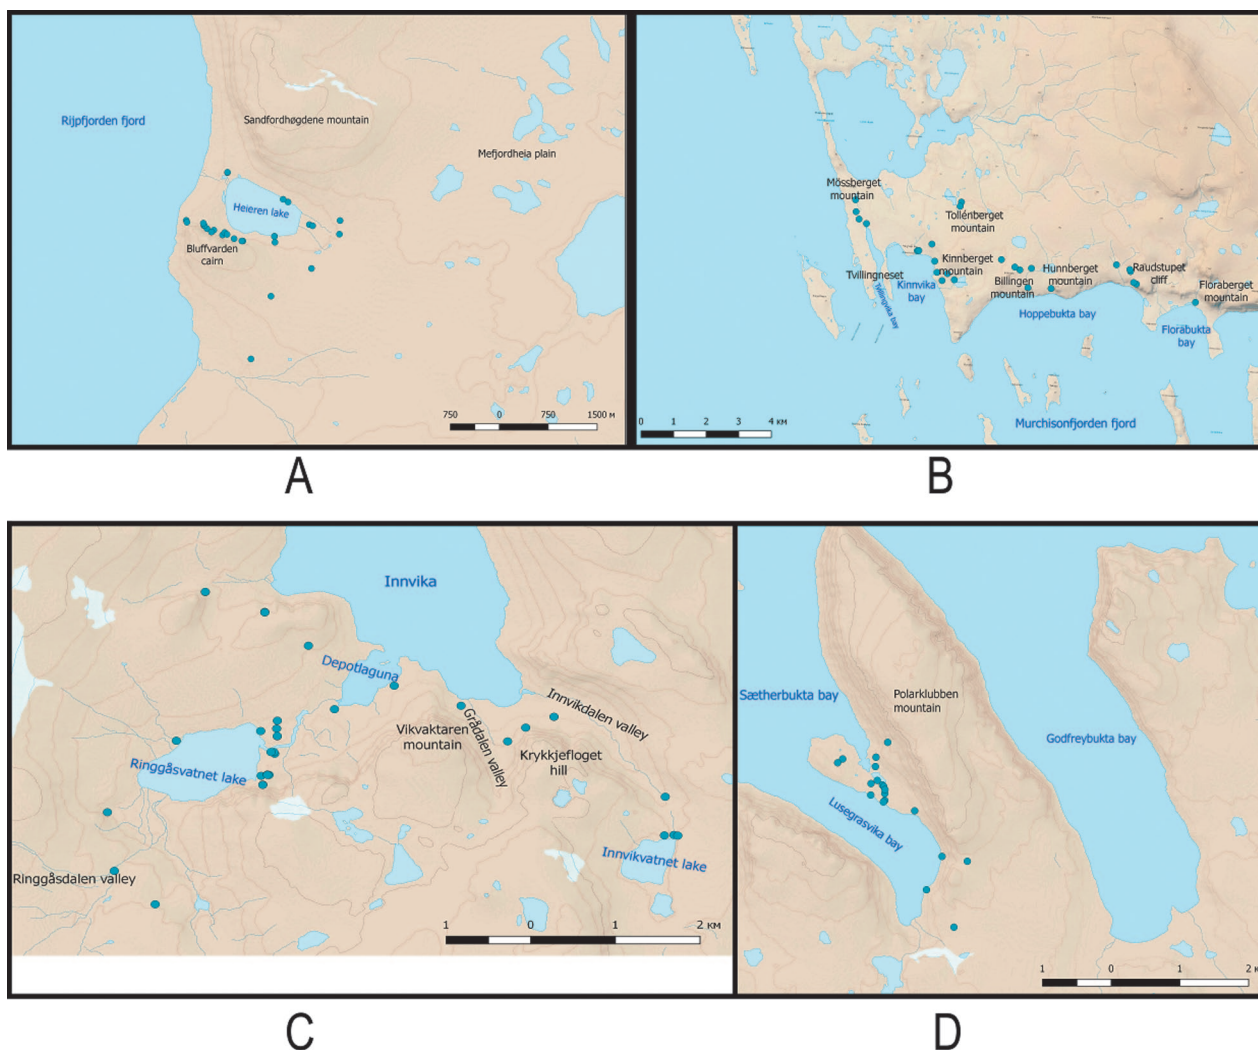 Rijpfjorden fjord
Sandfordhøgdene mountain
Mefjordheia plain
Heieren lake
Bluffvarden
cairn
750 0 750 1500 м
A
Mössberget
mountain
Tollénberget
mountain
Tvillingneset
Tvillingvika bay
Kinnvika
bay
Kinnberget
mountain
Billingen
mountain
Hunnberget
mountain
Raudstupet
cliff
Floraberget
mountain
Hoppebukta bay
Florabukta
bay
0 1 2 3 4 км
Murchisonfjorden fjord
B
Innvika
Depotlaguna
Innvikdalen valley
Grådalen valley
Vikvaktaren
mountain
Krykkjefloget
hill
Ringgåsvatnet lake
Innvikvatnet lake
Ringgåsdalen valley
1 0 1 2 км
C
Sætherbukta bay
Polarklubben
mountain
Godfreybukta bay
Lusegrasvika bay
1 0 1 2 к
D